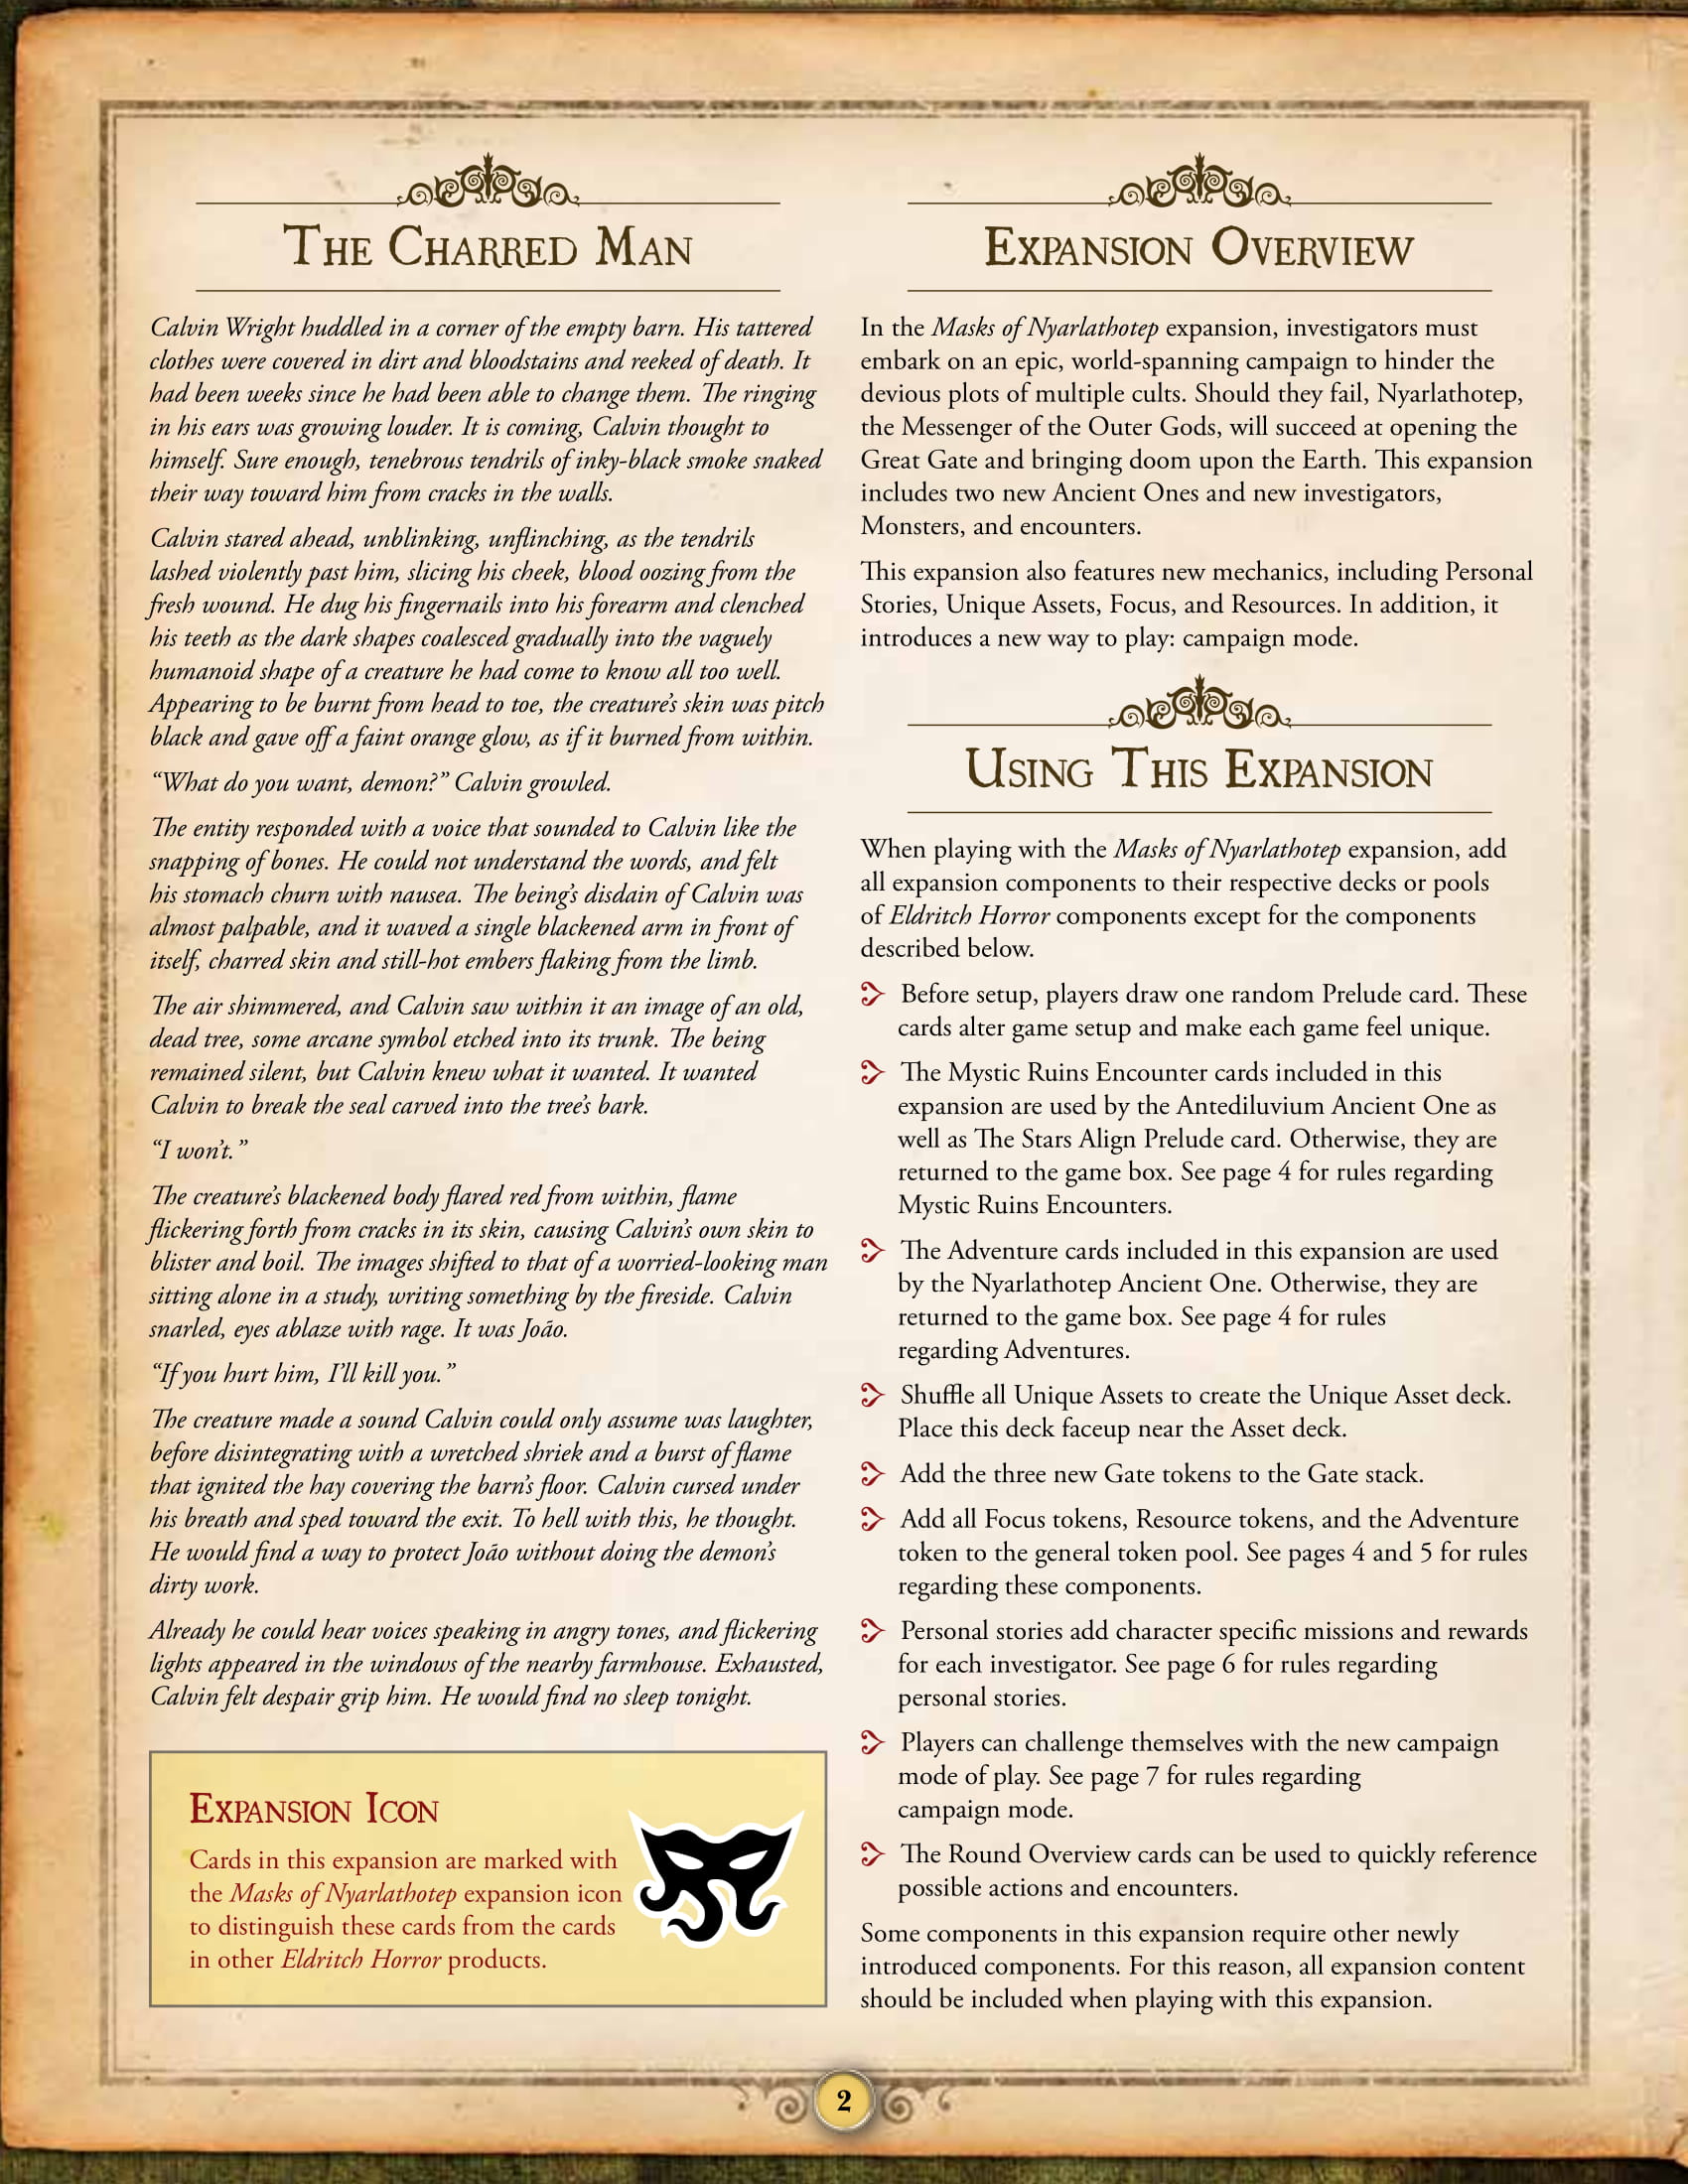 The Charred Man
Calvin Wright huddled in a corner of the empty barn. His tattered
clothes were covered in dirt and bloodstains and reeked of death. It
had been weeks since he had been able to change them. The ringing
in his ears was growing louder. It is coming, Calvin thought to
himself. Sure enough, tenebrous tendrils of inky-black smoke snaked
their way toward him from cracks in the walls.
Calvin stared ahead, unblinking, unflinching, as the tendrils
lashed violently past him, slicing his cheek, blood oozing from the
fresh wound. He dug his fingernails into his forearm and clenched
his teeth as the dark shapes coalesced gradually into the vaguely
humanoid shape of a creature he had come to know all too well.
Appearing to be burnt from head to toe, the creature’s skin was pitch
black and gave off a faint orange glow, as if it burned from within.
“What do you want, demon?” Calvin growled.
The entity responded with a voice that sounded to Calvin like the
snapping of bones. He could not understand the words, and felt
his stomach churn with nausea. The being’s disdain of Calvin was
almost palpable, and it waved a single blackened arm in front of
itself, charred skin and still-hot embers flaking from the limb.
The air shimmered, and Calvin saw within it an image of an old,
dead tree, some arcane symbol etched into its trunk. The being
remained silent, but Calvin knew what it wanted. It wanted
Calvin to break the seal carved into the tree’s bark.
“I won’t.”
The creature’s blackened body flared red from within, flame
flickering forth from cracks in its skin, causing Calvin’s own skin to
blister and boil. The images shifted to that of a worried-looking man
sitting alone in a study, writing something by the fireside. Calvin
snarled, eyes ablaze with rage. It was João.
“If you hurt him, I’ll kill you.”
The creature made a sound Calvin could only assume was laughter,
before disintegrating with a wretched shriek and a burst of flame
that ignited the hay covering the barn’s floor. Calvin cursed under
his breath and sped toward the exit. To hell with this, he thought.
He would find a way to protect João without doing the demon’s
dirty work.
Already he could hear voices speaking in angry tones, and flickering
lights appeared in the windows of the nearby farmhouse. Exhausted,
Calvin felt despair grip him. He would find no sleep tonight.
Expansion Icon
Cards in this expansion are marked with
the Masks of Nyarlathotep expansion icon
to distinguish these cards from the cards
in other Eldritch Horror products.
Expansion Overview
In the Masks of Nyarlathotep expansion, investigators must
embark on an epic, world-spanning campaign to hinder the
devious plots of multiple cults. Should they fail, Nyarlathotep,
the Messenger of the Outer Gods, will succeed at opening the
Great Gate and bringing doom upon the Earth. This expansion
includes two new Ancient Ones and new investigators,
Monsters, and encounters.
This expansion also features new mechanics, including Personal
Stories, Unique Assets, Focus, and Resources. In addition, it
introduces a new way to play: campaign mode.
Using This Expansion
When playing with the Masks of Nyarlathotep expansion, add
all expansion components to their respective decks or pools
of Eldritch Horror components except for the components
described below.
Before setup, players draw one random Prelude card. These
cards alter game setup and make each game feel unique.
The Mystic Ruins Encounter cards included in this
expansion are used by the Antediluvium Ancient One as
well as The Stars Align Prelude card. Otherwise, they are
returned to the game box. See page 4 for rules regarding
Mystic Ruins Encounters.
The Adventure cards included in this expansion are used
by the Nyarlathotep Ancient One. Otherwise, they are
returned to the game box. See page 4 for rules
regarding Adventures.
Shuffle all Unique Assets to create the Unique Asset deck.
Place this deck faceup near the Asset deck.
Add the three new Gate tokens to the Gate stack.
Add all Focus tokens, Resource tokens, and the Adventure
token to the general token pool. See pages 4 and 5 for rules
regarding these components.
Personal stories add character specific missions and rewards
for each investigator. See page 6 for rules regarding
personal stories.
Players can challenge themselves with the new campaign
mode of play. See page 7 for rules regarding
campaign mode.
The Round Overview cards can be used to quickly reference
possible actions and encounters.
Some components in this expansion require other newly
introduced components. For this reason, all expansion content
should be included when playing with this expansion.
2